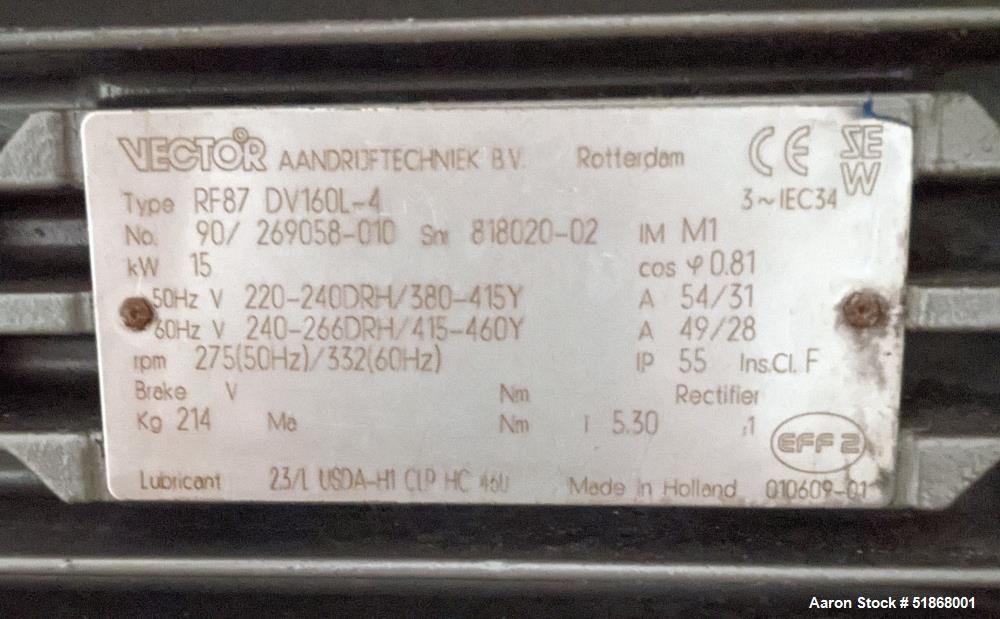 VECTOR® AANDRIJFTECHNIEK B.V. Rotterdam CE SEW
Type RF87 DV160L-4 3~IEC34
No. 90/ 269058-010 Snr 818020-02 IM M1
kW 15 cos φ 0.81
50Hz V 220-240DRH/380-415Y A 54/31
60Hz V 240-266DRH/415-460Y A 49/28
rpm 275(50Hz)/332(60Hz) IP 55 Ins.Cl. F
Brake V Nm Rectifier
Kg 214 Ma Nm i 5.30 :1
EFF 2
Lubricant 2.3/L USDA-H1 CLP HC 460 Made in Holland 010609-01
Aaron Stock # 51868001